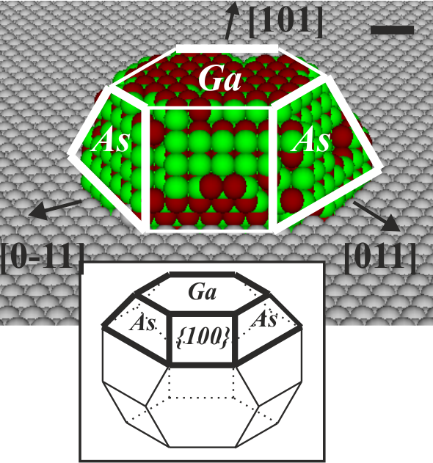 [101]
Ga
As As
[0-11] [011]
Ga
As As
{100}